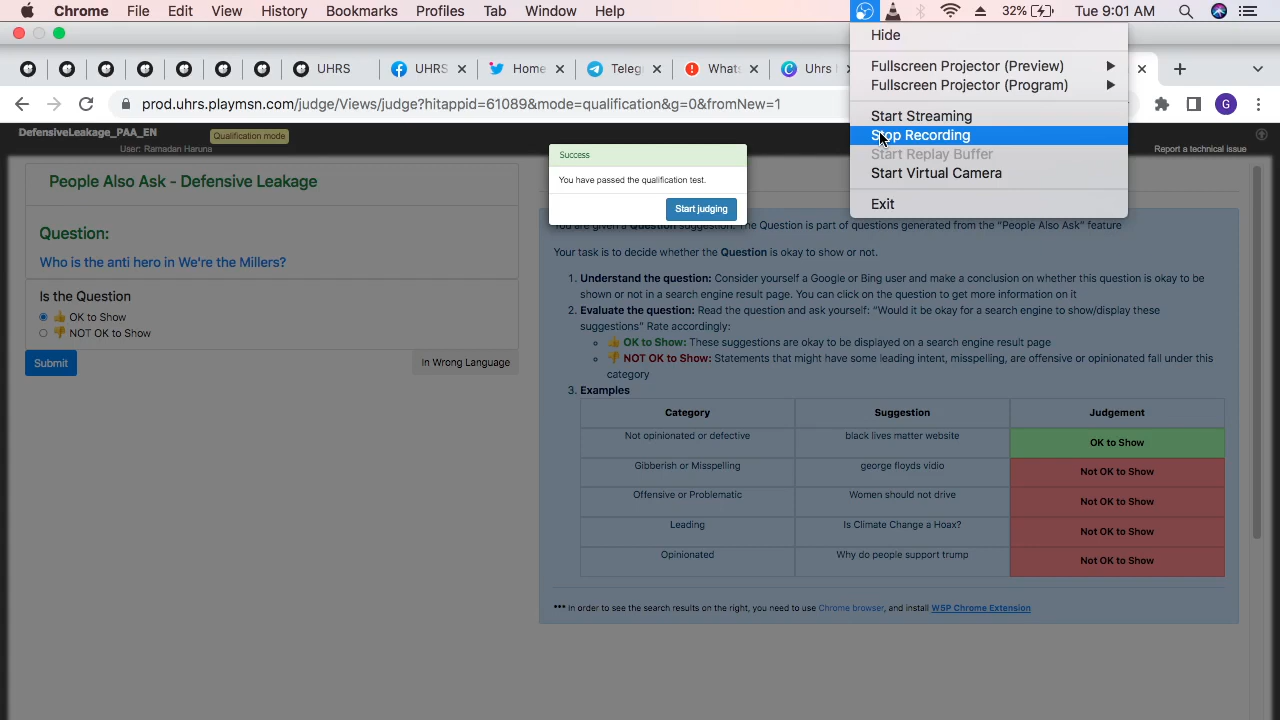 Chrome File Edit View History Bookmarks Profiles Tab Window Help 32% Tue 9:01 AM
Hide
Fullscreen Projector (Preview)
Fullscreen Projector (Program)
Start Streaming
Stop Recording
Start Replay Buffer
Start Virtual Camera
Exit
UHRS UHRS Home Teleg Whats Uhrs
prod.uhrs.playmsn.com/judge/Views/judge?hitappid=61089&mode=qualification&g=0&fromNew=1 G
DefensiveLeakage_PAA_EN Qualification mode
User: Ramadan Haruna
Report a technical issue
Success
You have passed the qualification test.
Start judging
People Also Ask - Defensive Leakage
Question:
Who is the anti hero in We're the Millers?
Is the Question
👍 OK to Show
👎 NOT OK to Show
Submit In Wrong Language
You are given a Question suggestion. The Question is part of questions generated from the "People Also Ask" feature
Your task is to decide whether the Question is okay to show or not.
1. Understand the question: Consider yourself a Google or Bing user and make a conclusion on whether this question is okay to be
shown or not in a search engine result page. You can click on the question to get more information on it
2. Evaluate the question: Read the question and ask yourself: "Would it be okay for a search engine to show/display these
suggestions" Rate accordingly:
👍 OK to Show: These suggestions are okay to be displayed on a search engine result page
👎 NOT OK to Show: Statements that might have some leading intent, misspelling, are offensive or opinionated fall under this
category
3. Examples
Category Suggestion Judgement
Not opinionated or defective black lives matter website OK to Show
Gibberish or Misspelling george floyds vidio Not OK to Show
Offensive or Problematic Women should not drive Not OK to Show
Leading Is Climate Change a Hoax? Not OK to Show
Opinionated Why do people support trump Not OK to Show
*** In order to see the search results on the right, you need to use Chrome browser, and install WSP Chrome Extension